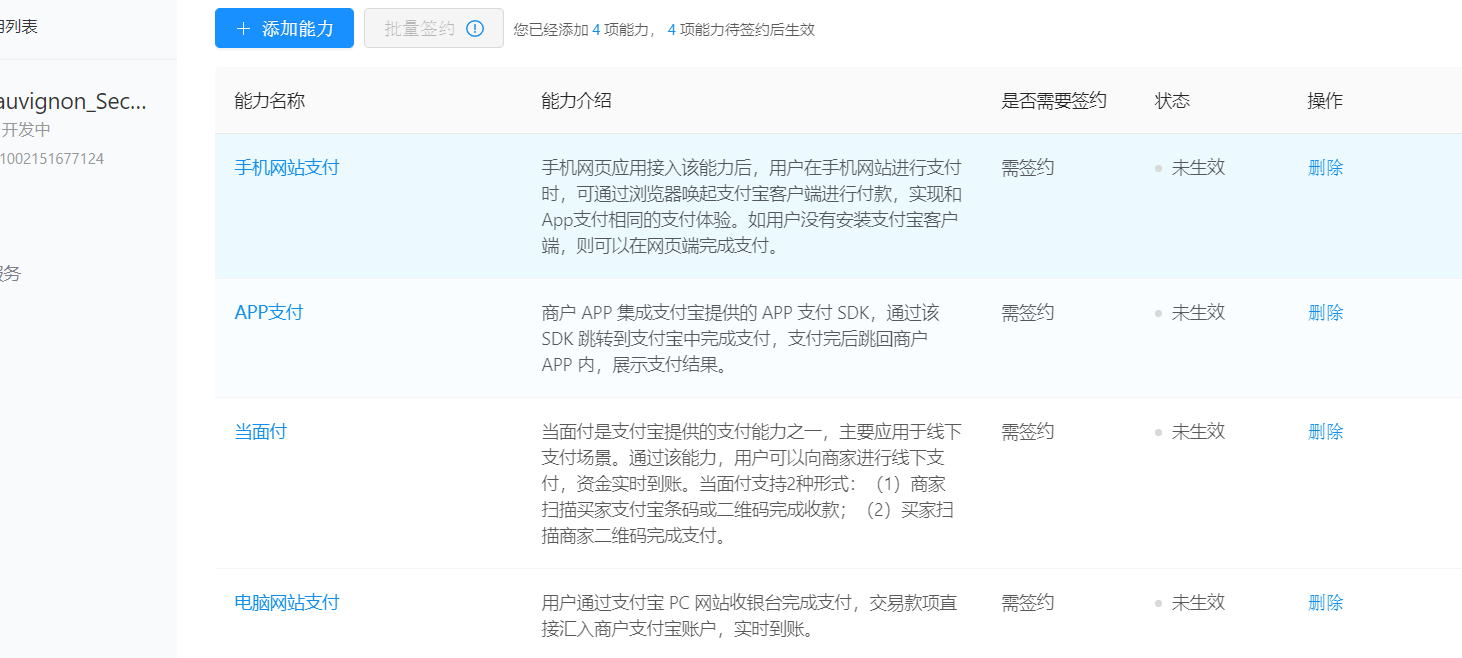 用列表
auvignon_Sec...
开发中
1002151677124
服务
添加能力
批量签约
您已经添加 4 项能力， 4 项能力待签约后生效
能力名称 能力介绍 是否需要签约 状态 操作
手机网站支付 手机网页应用接入该能力后，用户在手机网站进行支付 需签约 未生效 删除
时，可通过浏览器唤起支付宝客户端进行付款，实现和
App支付相同的支付体验。如用户没有安装支付宝客户
端，则可以在网页端完成支付。
APP支付 商户 APP 集成支付宝提供的 APP 支付 SDK，通过该 需签约 未生效 删除
SDK 跳转到支付宝中完成支付，支付完后跳回商户
APP 内，展示支付结果。
当面付 当面付是支付宝提供的支付能力之一，主要应用于线下 需签约 未生效 删除
支付场景。通过该能力，用户可以向商家进行线下支
付，资金实时到账。当面付支持2种形式：（1）商家
扫描买家支付宝条码或二维码完成收款；（2）买家扫
描商家二维码完成支付。
电脑网站支付 用户通过支付宝 PC 网站收银台完成支付，交易款项直 需签约 未生效 删除
接汇入商户支付宝账户，实时到账。